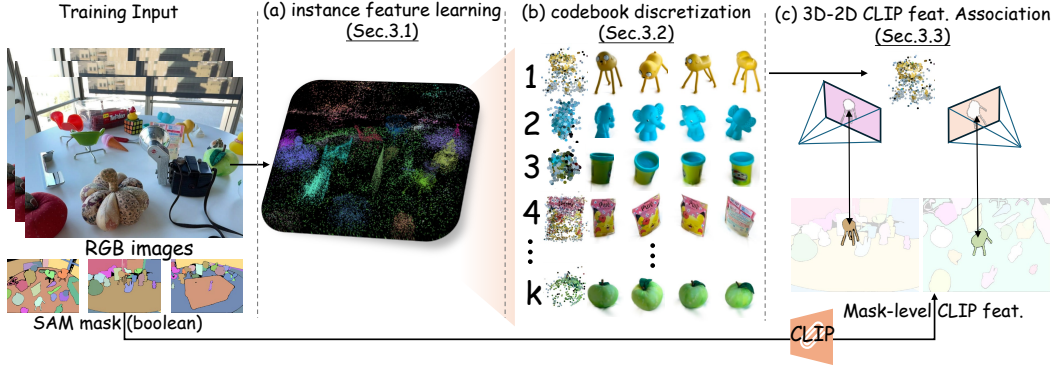 Training Input
(a) instance feature learning
(Sec.3.1)
(b) codebook discretization
(Sec.3.2)
(c) 3D-2D CLIP feat. Association
(Sec.3.3)
1
2
3
4
k
RGB images
SAM mask (boolean)
Mask-level CLIP feat.
CLIP